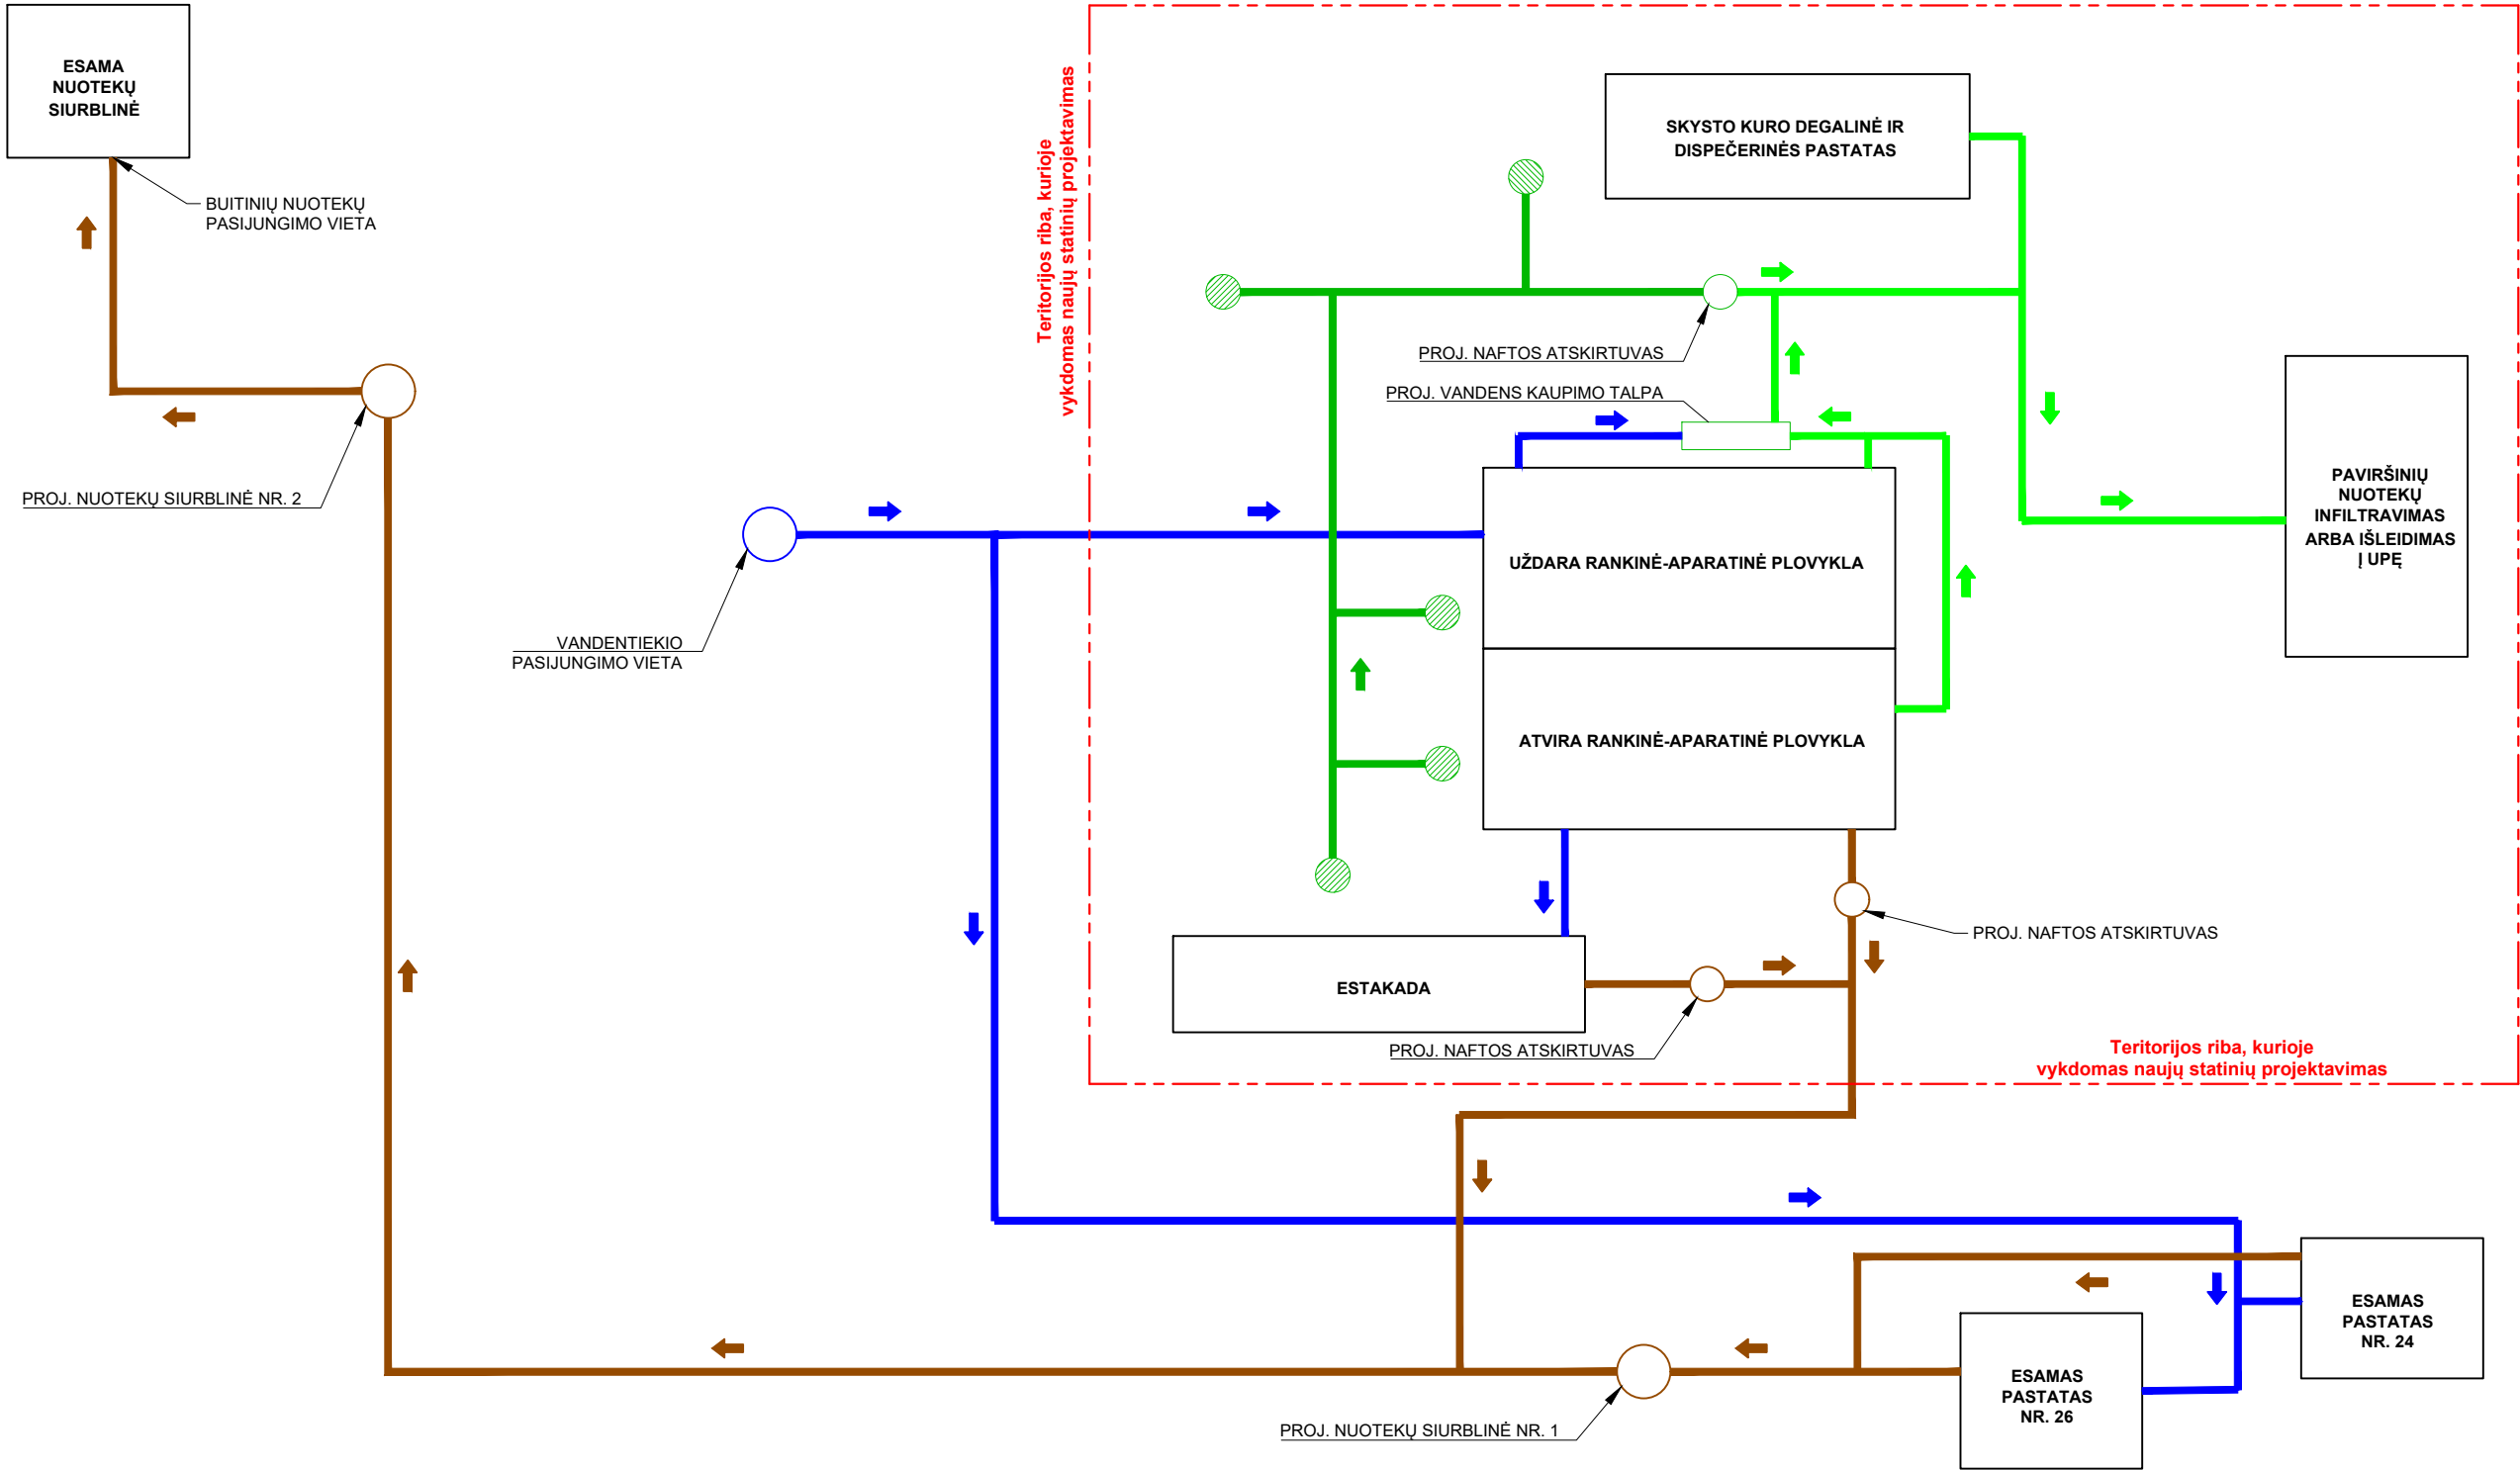 ESAMA
NUOTEKŲ
SIURBLINĖ
BUITINIŲ NUOTEKŲ
PASIJUNGIMO VIETA
PROJ. NUOTEKŲ SIURBLINĖ NR. 2
VANDENTIEKIO
PASIJUNGIMO VIETA
Teritorijos riba, kurioje
vykdomas naujų statinių projektavimas
SKYSTO KURO DEGALINĖ IR
DISPEČERINĖS PASTATAS
PROJ. NAFTOS ATSKIRTUVAS
PROJ. VANDENS KAUPIMO TALPA
UŽDARA RANKINĖ-APARATINĖ PLOVYKLA
ATVIRA RANKINĖ-APARATINĖ PLOVYKLA
PAVIRŠINIŲ
NUOTEKŲ
INFILTRAVIMAS
ARBA IŠLEIDIMAS
Į UPĘ
PROJ. NAFTOS ATSKIRTUVAS
ESTAKADA
PROJ. NAFTOS ATSKIRTUVAS
Teritorijos riba, kurioje
vykdomas naujų statinių projektavimas
ESAMAS
PASTATAS
NR. 24
ESAMAS
PASTATAS
NR. 26
PROJ. NUOTEKŲ SIURBLINĖ NR. 1